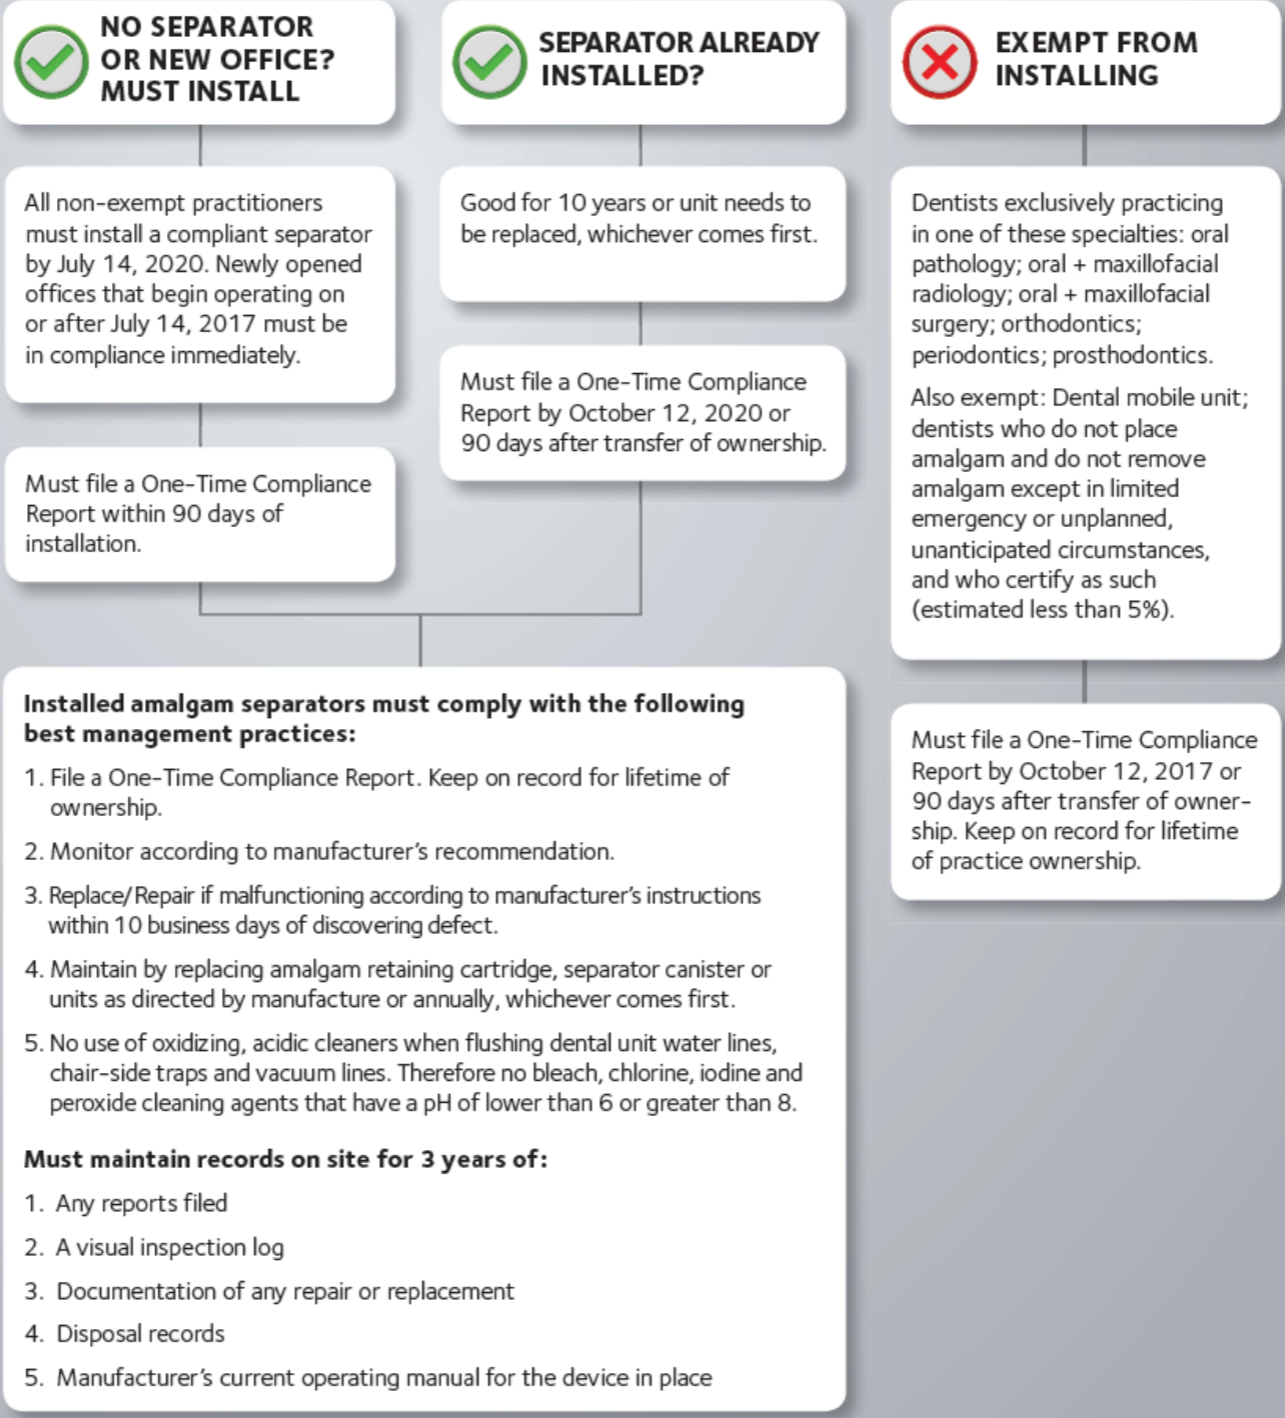 NO SEPARATOR
OR NEW OFFICE?
MUST INSTALL
All non-exempt practitioners
must install a compliant separator
by July 14, 2020. Newly opened
offices that begin operating on
or after July 14, 2017 must be
in compliance immediately.
Must file a One-Time Compliance
Report within 90 days of
installation.
SEPARATOR ALREADY
INSTALLED?
Good for 10 years or unit needs to
be replaced, whichever comes first.
Must file a One-Time Compliance
Report by October 12, 2020 or
90 days after transfer of ownership.
Installed amalgam separators must comply with the following
best management practices:
1. File a One-Time Compliance Report. Keep on record for lifetime of
ownership.
2. Monitor according to manufacturer's recommendation.
3. Replace/Repair if malfunctioning according to manufacturer's instructions
within 10 business days of discovering defect.
4. Maintain by replacing amalgam retaining cartridge, separator canister or
units as directed by manufacture or annually, whichever comes first.
5. No use of oxidizing, acidic cleaners when flushing dental unit water lines,
chair-side traps and vacuum lines. Therefore no bleach, chlorine, iodine and
peroxide cleaning agents that have a pH of lower than 6 or greater than 8.
Must maintain records on site for 3 years of:
1. Any reports filed
2. A visual inspection log
3. Documentation of any repair or replacement
4. Disposal records
5. Manufacturer's current operating manual for the device in place
EXEMPT FROM
INSTALLING
Dentists exclusively practicing
in one of these specialties: oral
pathology; oral + maxillofacial
radiology; oral + maxillofacial
surgery; orthodontics;
periodontics; prosthodontics.
Also exempt: Dental mobile unit;
dentists who do not place
amalgam and do not remove
amalgam except in limited
emergency or unplanned,
unanticipated circumstances,
and who certify as such
(estimated less than 5%).
Must file a One-Time Compliance
Report by October 12, 2017 or
90 days after transfer of owner-
ship. Keep on record for lifetime
of practice ownership.